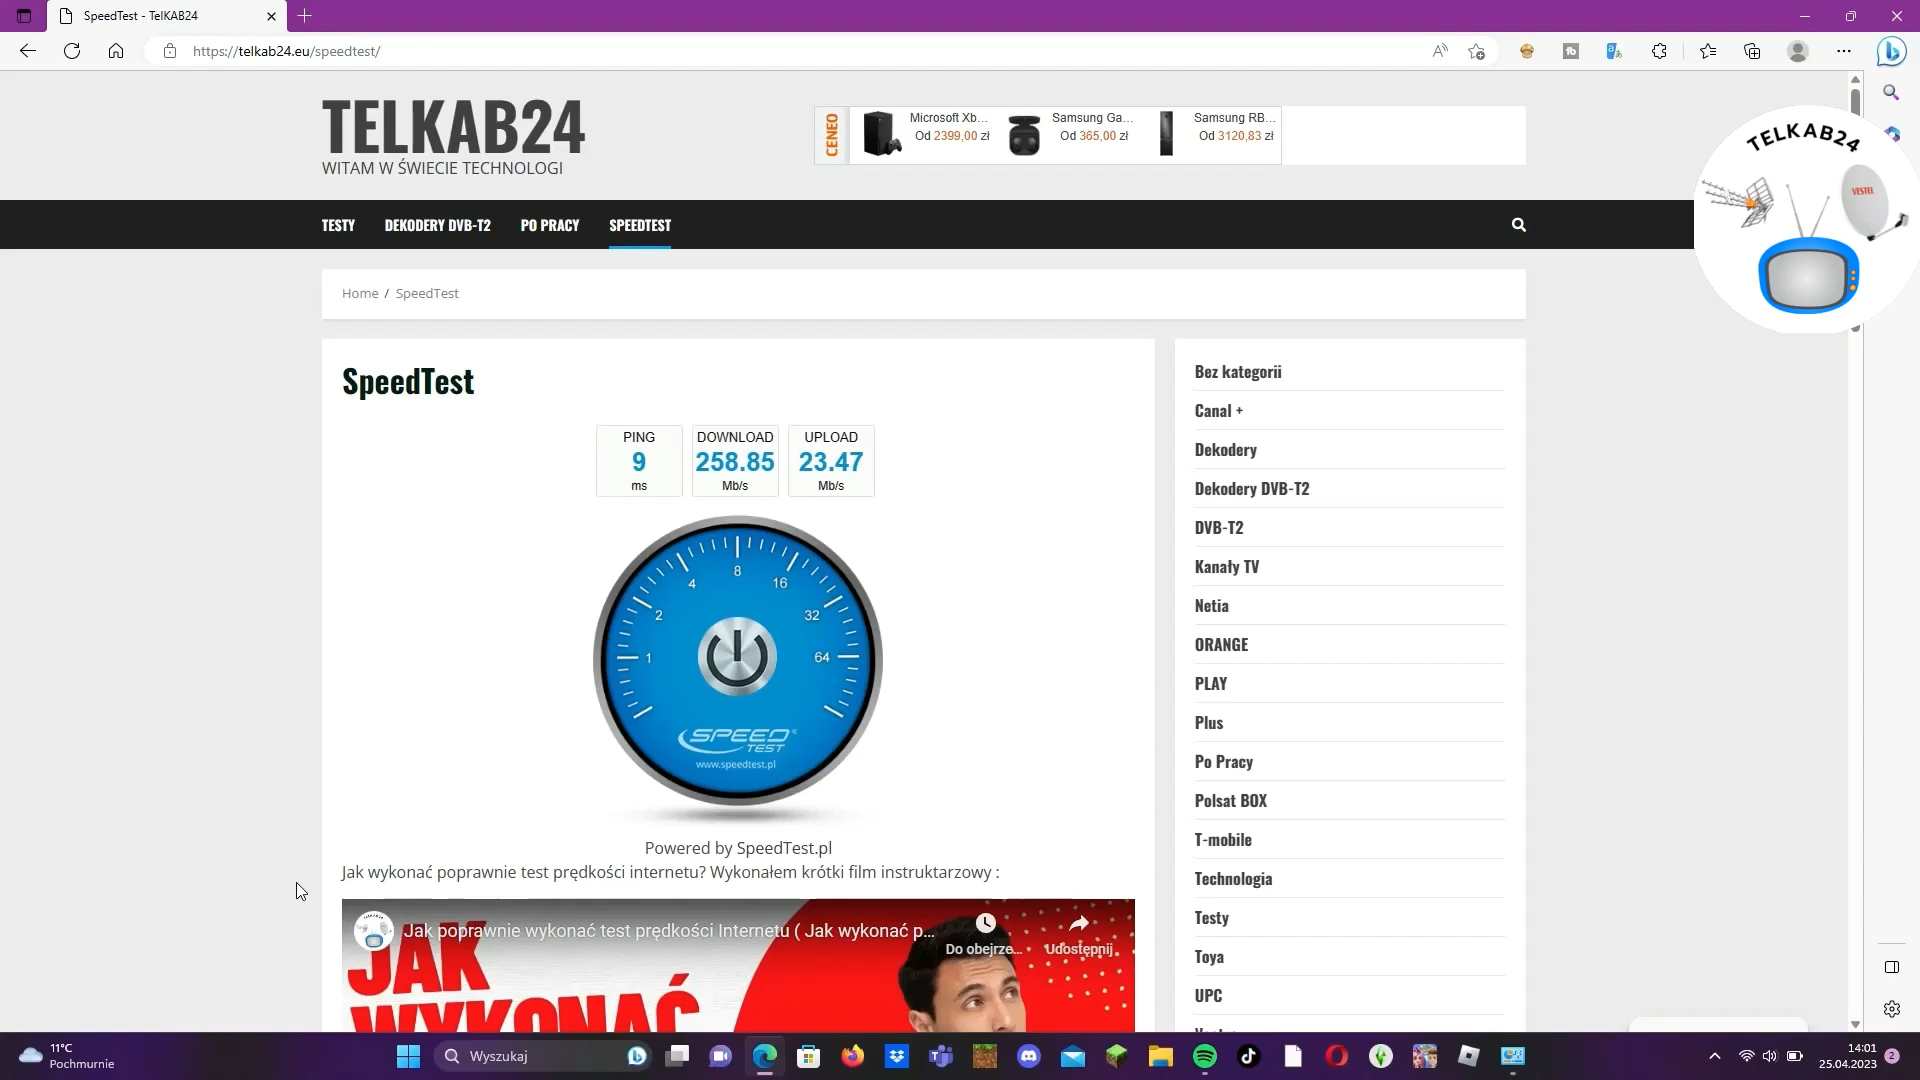 SpeedTest - TelKAB24
https://telkab24.eu/speedtest/
TELKAB24
WITAM W ŚWIECIE TECHNOLOGI
CENEO
Microsoft Xb...
Od 2399,00 zł
Samsung Ga...
Od 365,00 zł
Samsung RB...
Od 3120,83 zł
TELKAB24
VESTEL
TESTY
DEKODERY DVB-T2
PO PRACY
SPEEDTEST
Home / SpeedTest
SpeedTest
PING
9
ms
DOWNLOAD
258.85
Mb/s
UPLOAD
23.47
Mb/s
1
2
4
8
16
32
64
SPEED
TEST
www.speedtest.pl
Powered by SpeedTest.pl
Jak wykonać poprawnie test prędkości internetu? Wykonałem krótki film instruktarzowy :
Jak poprawnie wykonać test prędkości Internetu ( Jak wykonać p...
Do obejrze...
Udostępnij
JAK
WYKONAĆ
Bez kategorii
Canal +
Dekodery
Dekodery DVB-T2
DVB-T2
Kanały TV
Netia
ORANGE
PLAY
Plus
Po Pracy
Polsat BOX
T-mobile
Technologia
Testy
Toya
UPC
11°C
Pochmurnie
Wyszukaj
14:01
25.04.2023
2